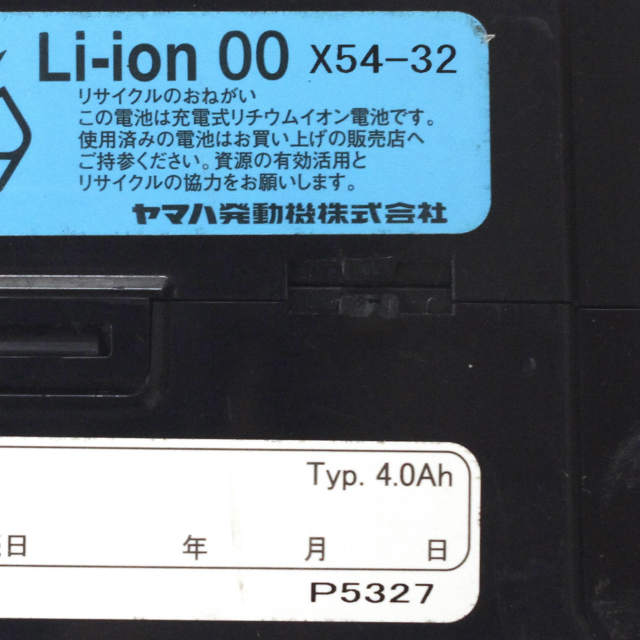 Li-ion 00 X54-32
リサイクルのおねがい
この電池は充電式リチウムイオン電池です。
使用済みの電池はお買い上げの販売店へ
ご持参ください。資源の有効活用と
リサイクルの協力をお願いします。
ヤマハ発動機株式会社
Typ. 4.0Ah
日 年 月 日
P5327